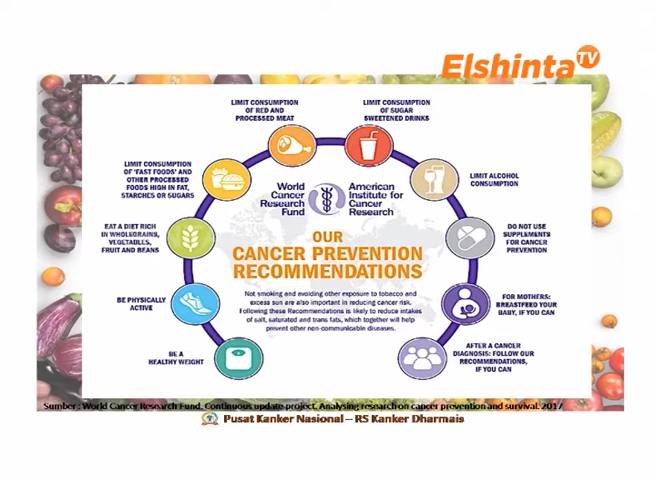 Elshinta TV
LIMIT CONSUMPTION
OF RED AND
PROCESSED MEAT
LIMIT CONSUMPTION
OF SUGAR
SWEETENED DRINKS
LIMIT CONSUMPTION
OF 'FAST FOODS' AND
OTHER PROCESSED
FOODS HIGH IN FAT,
STARCHES OR SUGARS
LIMIT ALCOHOL
CONSUMPTION
World
Cancer
Research
Fund
American
Institute for
Cancer
Research
EAT A DIET RICH
IN WHOLEGRAINS,
VEGETABLES,
FRUIT AND BEANS
DO NOT USE
SUPPLEMENTS
FOR CANCER
PREVENTION
OUR
CANCER PREVENTION
RECOMMENDATIONS
Not smoking and avoiding other exposure to tobacco and
excess sun are also important in reducing cancer risk.
Following these Recommendations is likely to reduce intakes
of salt, saturated and trans fats, which together will help
prevent other non-communicable diseases.
BE PHYSICALLY
ACTIVE
FOR MOTHERS:
BREASTFEED YOUR
BABY, IF YOU CAN
BE A
HEALTHY WEIGHT
AFTER A CANCER
DIAGNOSIS: FOLLOW OUR
RECOMMENDATIONS,
IF YOU CAN
Sumber : World Cancer Research Fund. Continuous update project. Analysing research on cancer prevention and survival. 2017
Pusat Kanker Nasional – RS Kanker Dharmais